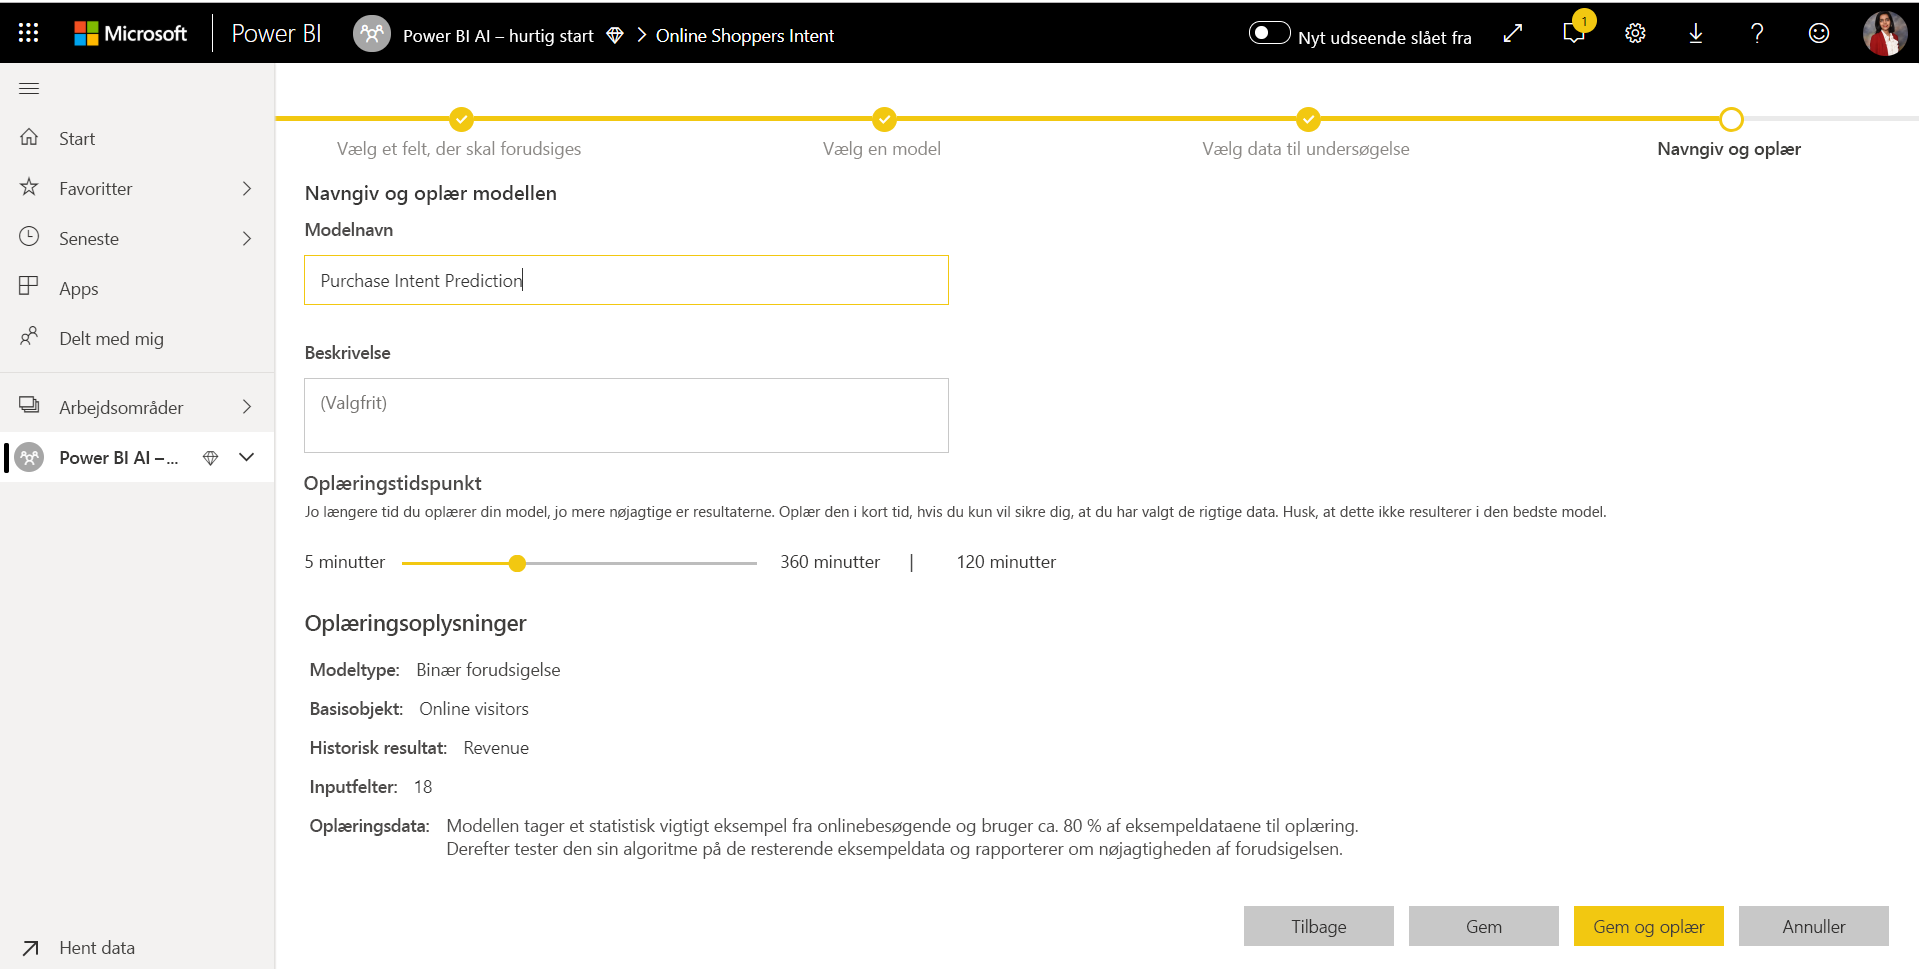 Microsoft Power BI Power BI AI – hurtig start Online Shoppers Intent Nyt udseende slået fra 1
Start
Favoritter
Seneste
Apps
Delt med mig
Arbejdsområder
Power BI AI –...
Hent data
Vælg et felt, der skal forudsiges Vælg en model Vælg data til undersøgelse Navngiv og oplær
Navngiv og oplær modellen
Modelnavn
Purchase Intent Prediction
Beskrivelse
(Valgfrit)
Oplæringstidspunkt
Jo længere tid du oplærer din model, jo mere nøjagtige er resultaterne. Oplær den i kort tid, hvis du kun vil sikre dig, at du har valgt de rigtige data. Husk, at dette ikke resulterer i den bedste model.
5 minutter 360 minutter | 120 minutter
Oplæringsoplysninger
Modeltype: Binær forudsigelse
Basisobjekt: Online visitors
Historisk resultat: Revenue
Inputfelter: 18
Oplæringsdata: Modellen tager et statistisk vigtigt eksempel fra onlinebesøgende og bruger ca. 80 % af eksempeldataene til oplæring.
Derefter tester den sin algoritme på de resterende eksempeldata og rapporterer om nøjagtigheden af forudsigelsen.
Tilbage Gem Gem og oplær Annuller